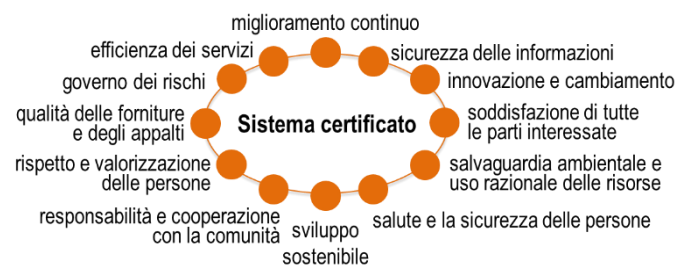 miglioramento continuo
efficienza dei servizi
sicurezza delle informazioni
governo dei rischi
innovazione e cambiamento
qualità delle forniture
e degli appalti
Sistema certificato
soddisfazione di tutte
le parti interessate
rispetto e valorizzazione
delle persone
salvaguardia ambientale e
uso razionale delle risorse
responsabilità e cooperazione
con la comunità
sviluppo
sostenibile
salute e la sicurezza delle persone